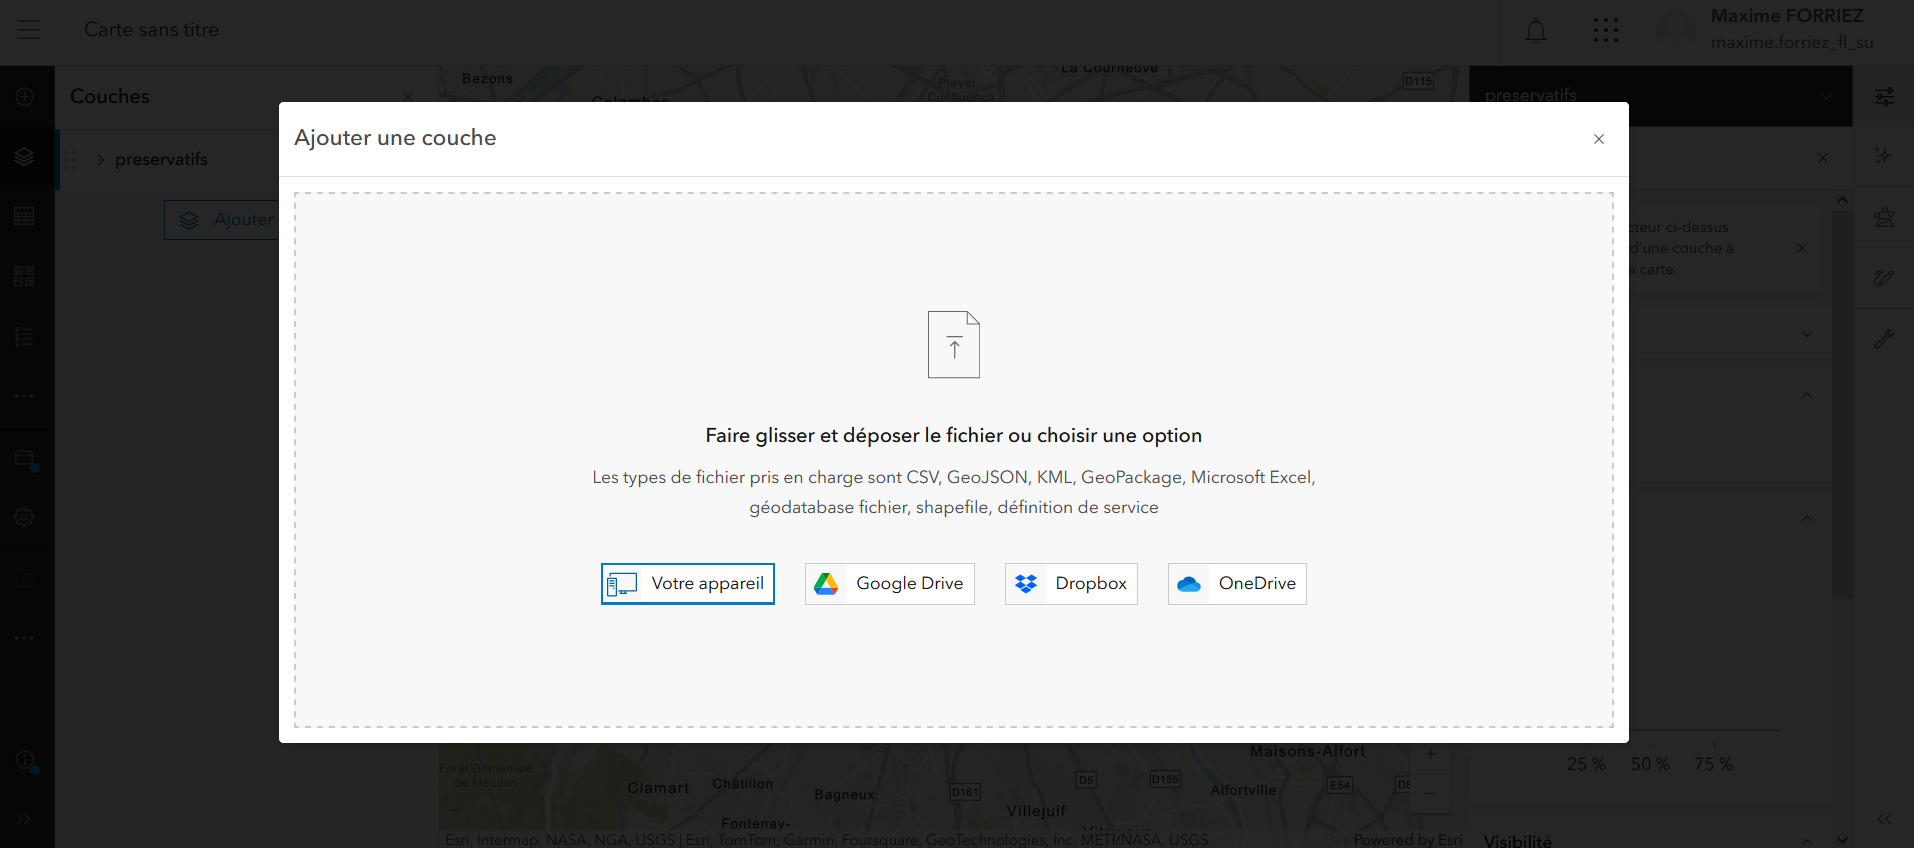 Carte sans titre
Maxime FORRIEZ
maxime.forriez_fl_su
Couches
preservatifs
Ajouter
Bezons
Colombes
Pleyel -
Confluence
La Courneuve
D115
preservatifs
Ajouter une couche
cteur ci-dessus
d'une couche à
a carte.
Faire glisser et déposer le fichier ou choisir une option
Les types de fichier pris en charge sont CSV, GeoJSON, KML, GeoPackage, Microsoft Excel,
géodatabase fichier, shapefile, définition de service
Votre appareil
Google Drive
Dropbox
OneDrive
Forêt Domaniale
de Meudon
Clamart
Châtillon
Bagneux
D161
Fontenay-
Villejuif
D5
D155
Maisons-Alfort
Alfortville
E54
25 % 50 % 75 %
Esri, Intermap, NASA, NGA, USGS | Esri, TomTom, Garmin, Foursquare, GeoTechnologies, Inc, METI/NASA, USGS
Powered by Esri
Visibilité